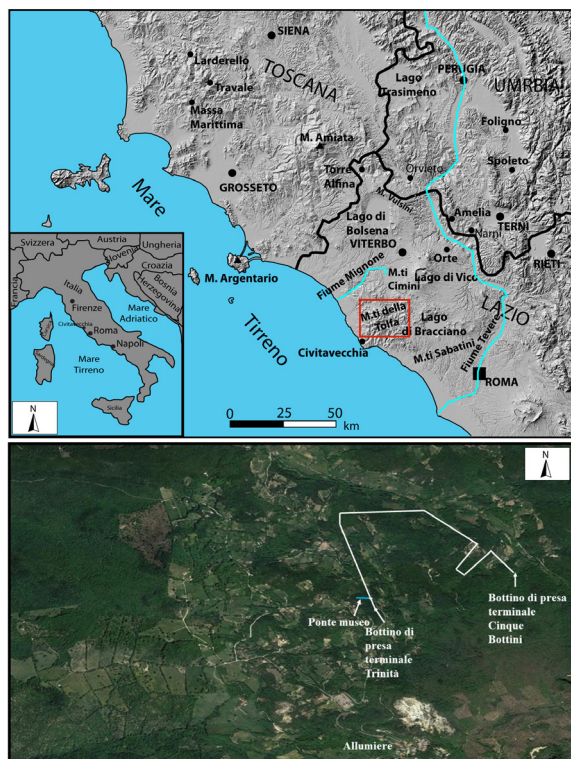 SIENA
Larderello
Travale
TOSCANA
Massa
Marittima
M. Amiata
GROSSETO
Lago
Trasimeno
PERUGIA
UMRBIA
Foligno
Spoleto
Torre
Alfina
Orvieto
M. Vulsini
Amelia
TERNI
Narni
Lago di
Bolsena
VITERBO
Orte
RIETI
Mare
M. Argentario
Fiume Mignone
M.ti
Cimini
Lago di Vico
LAZIO
M.ti della
Tolfa
Lago
di Bracciano
Fiume Tevere
Tirreno
Civitavecchia
M.ti Sabatini
ROMA
0 25 50
km
Svizzera
Austria
Ungheria
Slovenia
Croazia
Francia
Bosnia
Herzegovina
Italia
Firenze
Mare
Adriatico
Civitavecchia
Roma
Napoli
Corsica
Sardegna
Mare
Tirreno
Sicilia
N
N
Bottino di presa
terminale
Cinque
Bottini
Ponte museo
Bottino di
presa
terminale
Trinità
Allumiere